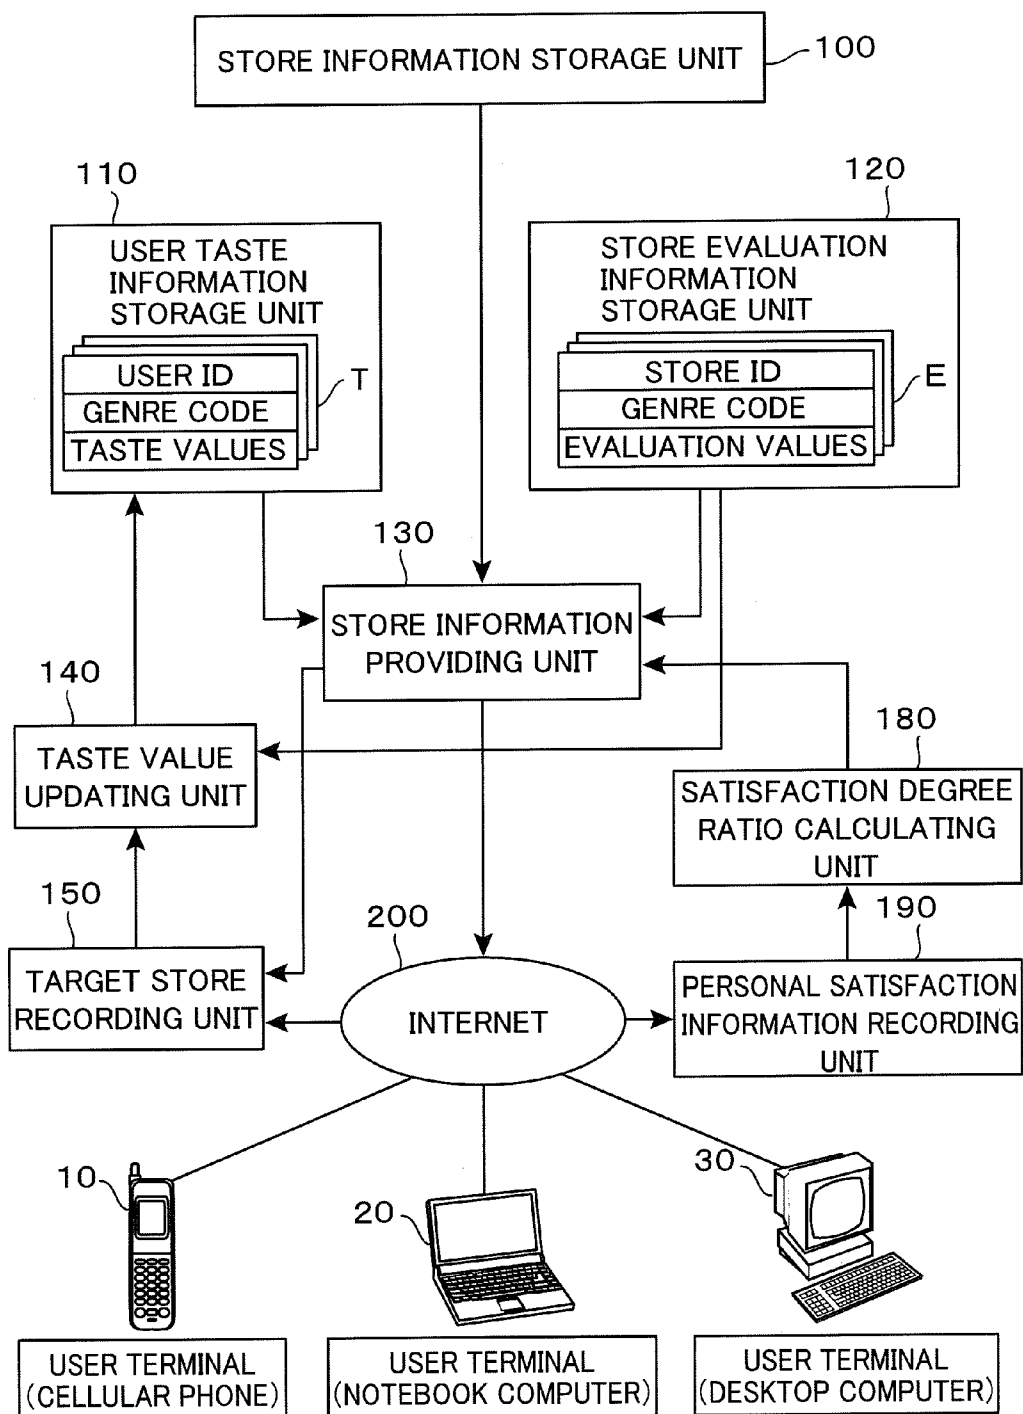 STORE INFORMATION STORAGE UNIT
100
110
120
USER TASTE
INFORMATION
STORAGE UNIT
USER ID
GENRE CODE
TASTE VALUES
T
STORE EVALUATION
INFORMATION
STORAGE UNIT
STORE ID
GENRE CODE
EVALUATION VALUES
E
130
STORE INFORMATION
PROVIDING UNIT
140
TASTE VALUE
UPDATING UNIT
180
SATISFACTION DEGREE
RATIO CALCULATING
UNIT
150
TARGET STORE
RECORDING UNIT
200
INTERNET
190
PERSONAL SATISFACTION
INFORMATION RECORDING
UNIT
10
20
30
USER TERMINAL
(CELLULAR PHONE)
USER TERMINAL
(NOTEBOOK COMPUTER)
USER TERMINAL
(DESKTOP COMPUTER)